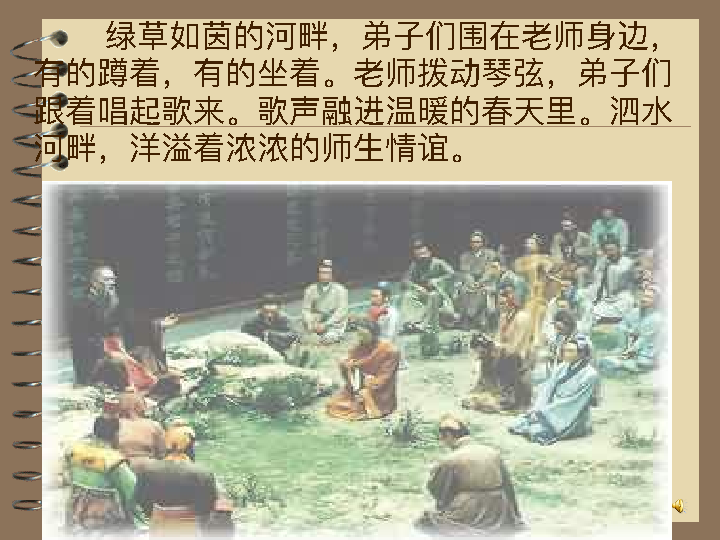 绿草如茵的河畔，弟子们围在老师身边，
有的蹲着，有的坐着。老师拨动琴弦，弟子们
跟着唱起歌来。歌声融进温暖的春天里。泗水
河畔，洋溢着浓浓的师生情谊。